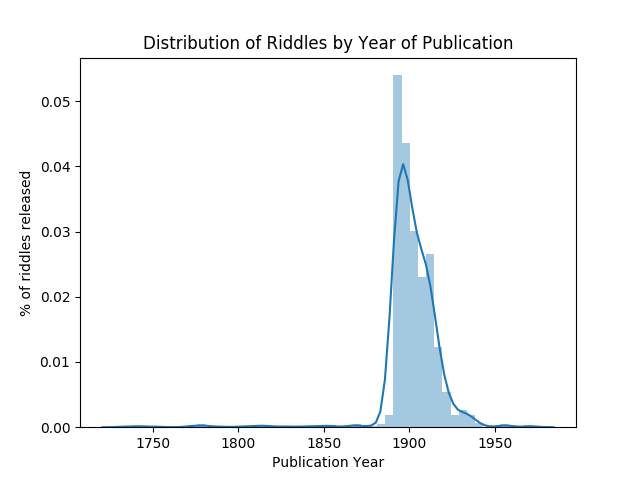 Distribution of Riddles by Year of Publication
% of riddles released
0.05
0.04
0.03
0.02
0.01
0.00
1750 1800 1850 1900 1950
Publication Year